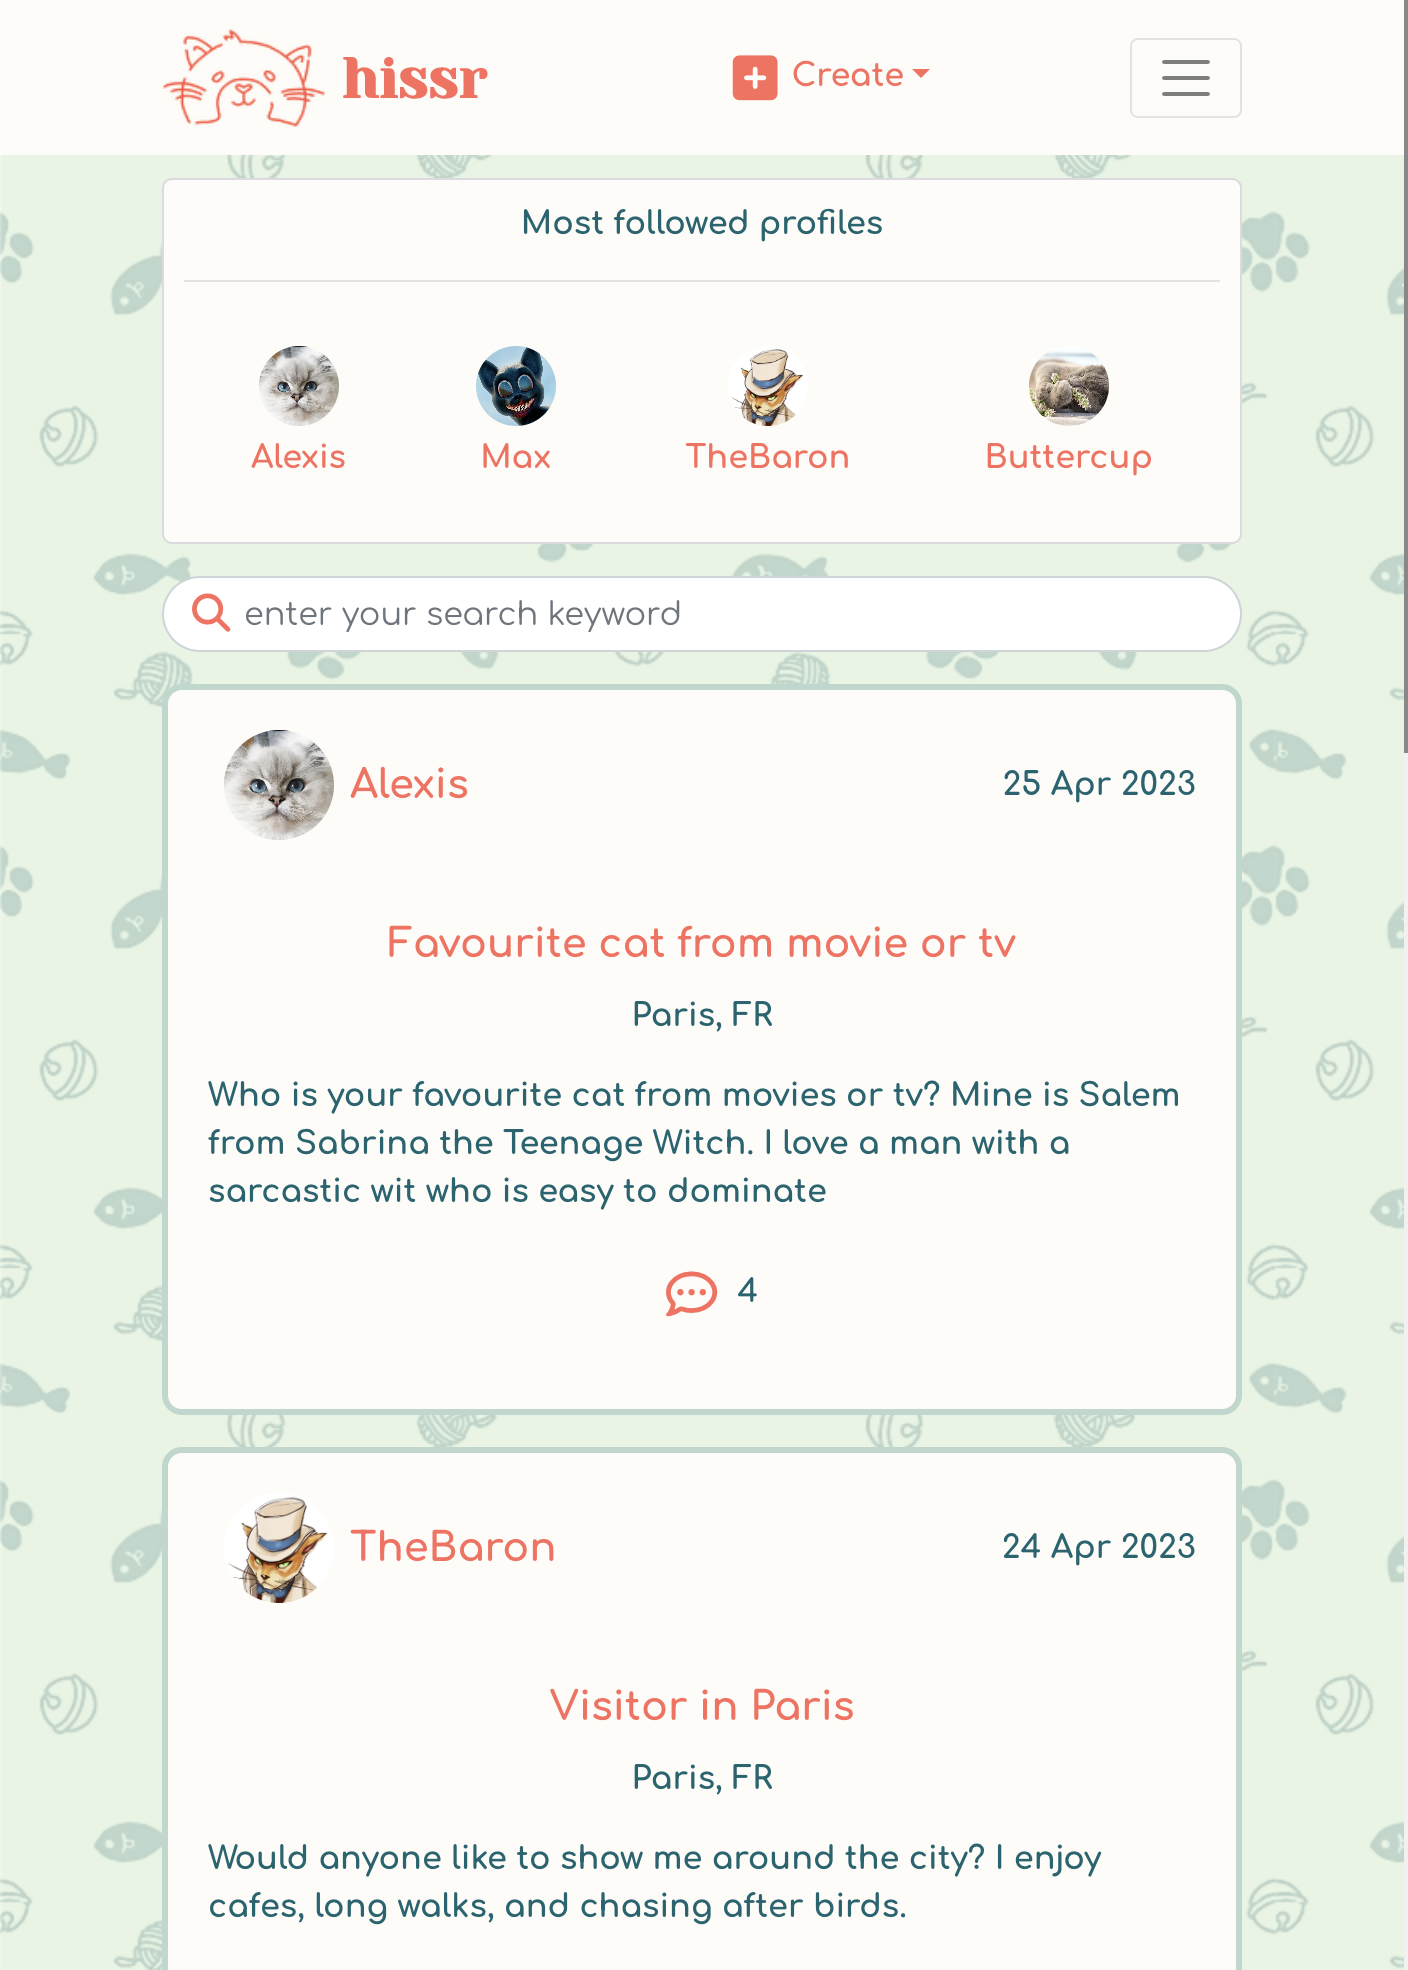 hissr
Create
Most followed profiles
Alexis
Max
TheBaron
Buttercup
enter your search keyword
Alexis
25 Apr 2023
Favourite cat from movie or tv
Paris, FR
Who is your favourite cat from movies or tv? Mine is Salem
from Sabrina the Teenage Witch. I love a man with a
sarcastic wit who is easy to dominate
4
TheBaron
24 Apr 2023
Visitor in Paris
Paris, FR
Would anyone like to show me around the city? I enjoy
cafes, long walks, and chasing after birds.